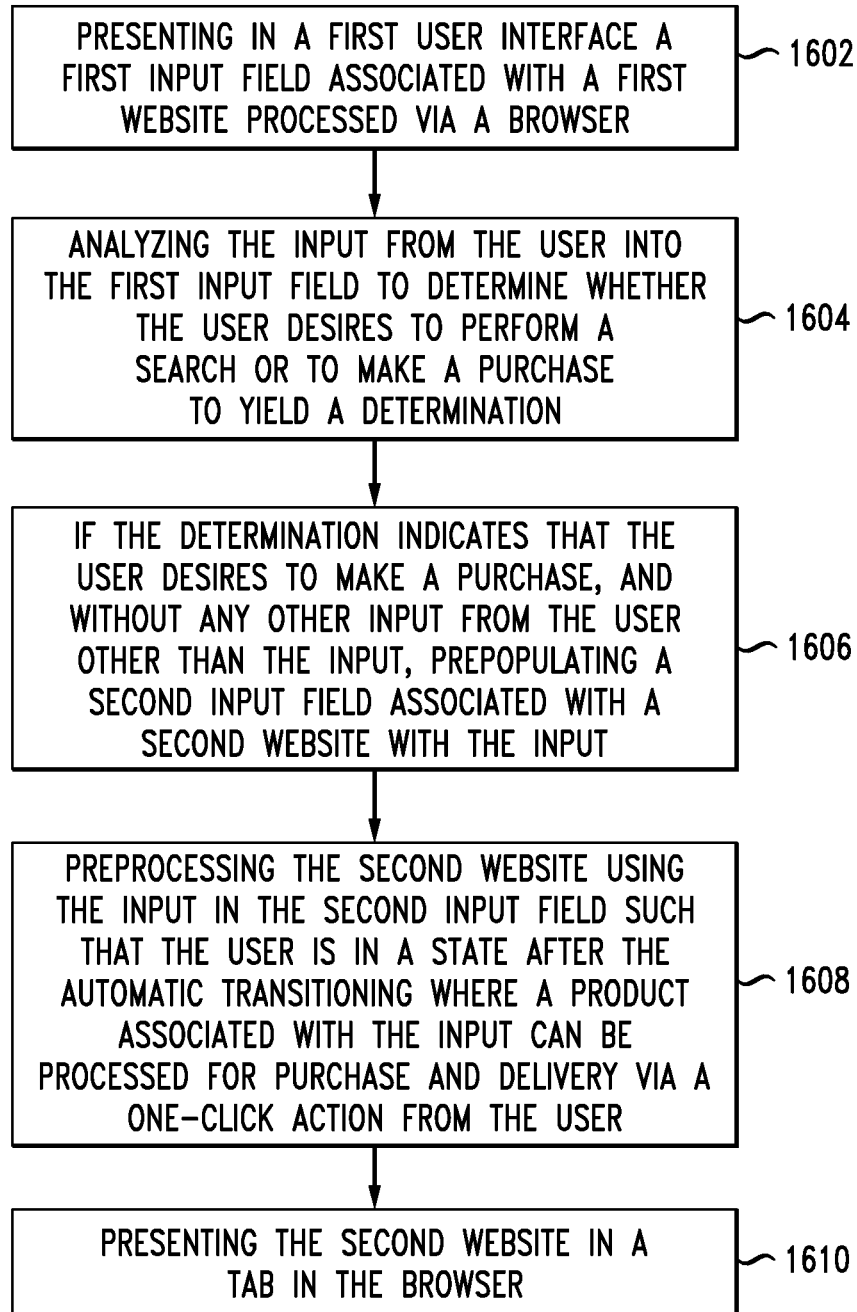 PRESENTING IN A FIRST USER INTERFACE A
FIRST INPUT FIELD ASSOCIATED WITH A FIRST
WEBSITE PROCESSED VIA A BROWSER
1602
ANALYZING THE INPUT FROM THE USER INTO
THE FIRST INPUT FIELD TO DETERMINE WHETHER
THE USER DESIRES TO PERFORM A
SEARCH OR TO MAKE A PURCHASE
TO YIELD A DETERMINATION
1604
IF THE DETERMINATION INDICATES THAT THE
USER DESIRES TO MAKE A PURCHASE, AND
WITHOUT ANY OTHER INPUT FROM THE USER
OTHER THAN THE INPUT, PREPOPULATING A
SECOND INPUT FIELD ASSOCIATED WITH A
SECOND WEBSITE WITH THE INPUT
1606
PREPROCESSING THE SECOND WEBSITE USING
THE INPUT IN THE SECOND INPUT FIELD SUCH
THAT THE USER IS IN A STATE AFTER THE
AUTOMATIC TRANSITIONING WHERE A PRODUCT
ASSOCIATED WITH THE INPUT CAN BE
PROCESSED FOR PURCHASE AND DELIVERY VIA A
ONE-CLICK ACTION FROM THE USER
1608
PRESENTING THE SECOND WEBSITE IN A
TAB IN THE BROWSER
1610